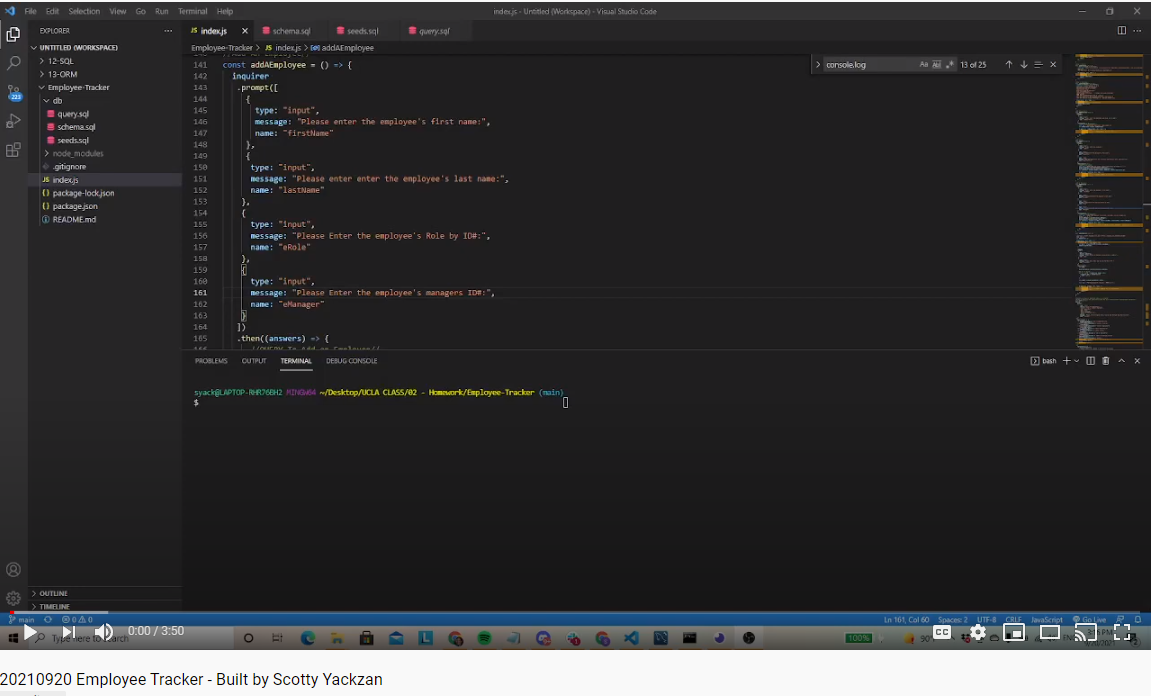 File Edit Selection View Go Run Terminal Help
index.js - Untitled (Workspace) - Visual Studio Code
EXPLORER
UNTITLED (WORKSPACE)
12-SQL
13-ORM
Employee-Tracker
db
query.sql
schema.sql
seeds.sql
node_modules
.gitignore
JS index.js
{} package-lock.json
{} package.json
README.md
OUTLINE
TIMELINE
223
JS index.js schema.sql seeds.sql query.sql
Employee-Tracker > JS index.js > addAEmployee
console.log Aa 13 of 25
141 const addAEmployee = () => {
142 inquirer
143 .prompt([
144 {
145 type: "input",
146 message: "Please enter the employee's first name:",
147 name: "firstName"
148 },
149 {
150 type: "input",
151 message: "Please enter enter the employee's last name:",
152 name: "lastName"
153 },
154 {
155 type: "input",
156 message: "Please Enter the employee's Role by ID#:",
157 name: "eRole"
158 },
159 {
160 type: "input",
161 message: "Please Enter the employee's managers ID#:",
162 name: "eManager"
163 }
164 ])
165 .then((answers) => {
PROBLEMS OUTPUT TERMINAL DEBUG CONSOLE
bash
syack@LAPTOP-RHR76BH2 MINGW64 ~/Desktop/UCLA CLASS/02 - Homework/Employee-Tracker (main)
$
main 0 0
Ln 161, Col 60 Spaces: 2 UTF-8 CRLF JavaScript Go Live
Type here to search
0:00 / 3:50
100%
CC
20210920 Employee Tracker - Built by Scotty Yackzan